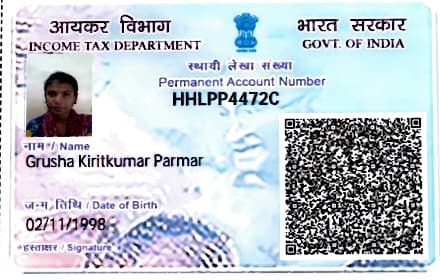 आयकर विभाग
INCOME TAX DEPARTMENT
भारत सरकार
GOVT. OF INDIA
स्थायी लेखा संख्या
Permanent Account Number
HHLPP4472C
नाम / Name
Grusha Kiritkumar Parmar
जन्म तिथि / Date of Birth
02/11/1998
हस्ताक्षर / Signature